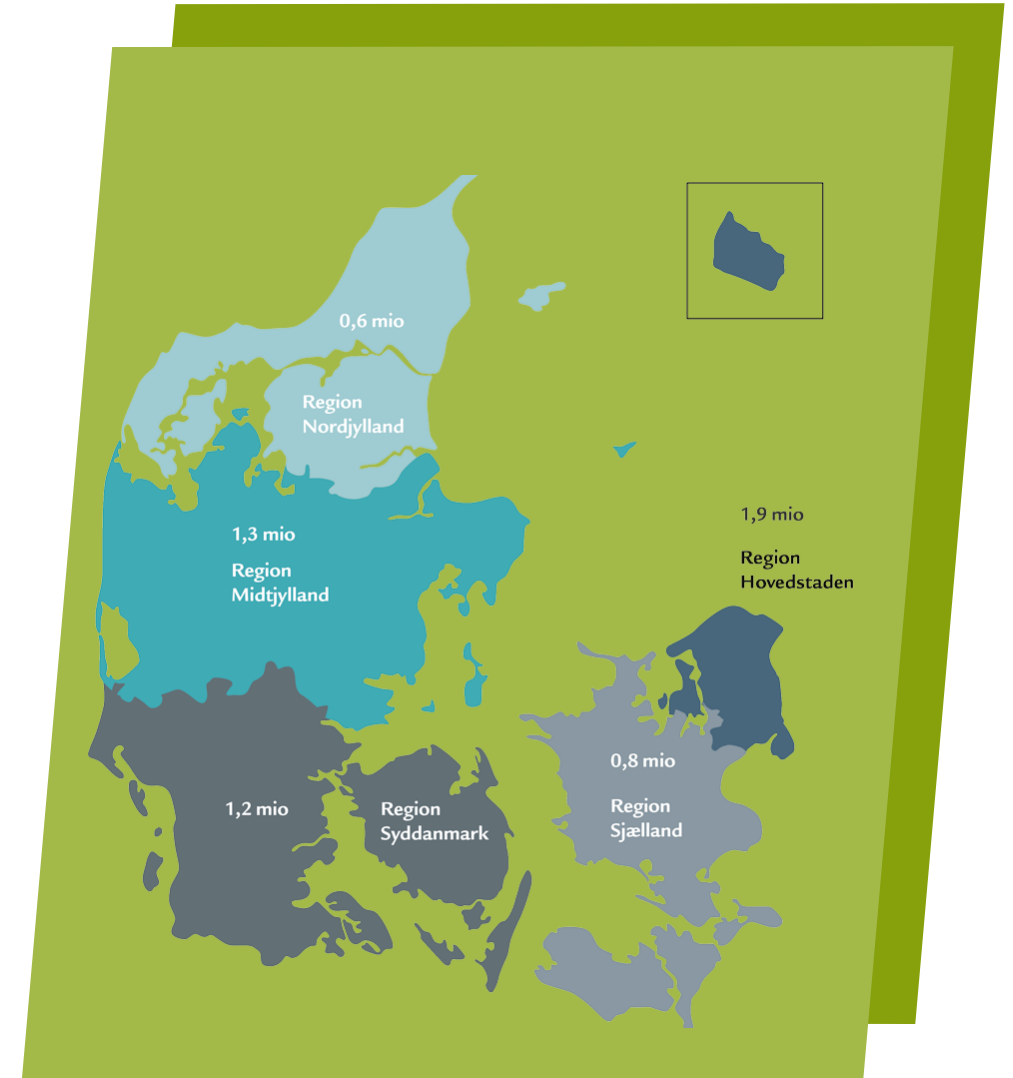 0,6 mio
Region
Nordjylland
1,3 mio
Region
Midtjylland
1,9 mio
Region
Hovedstaden
0,8 mio
Region
Sjælland
1,2 mio
Region
Syddanmark